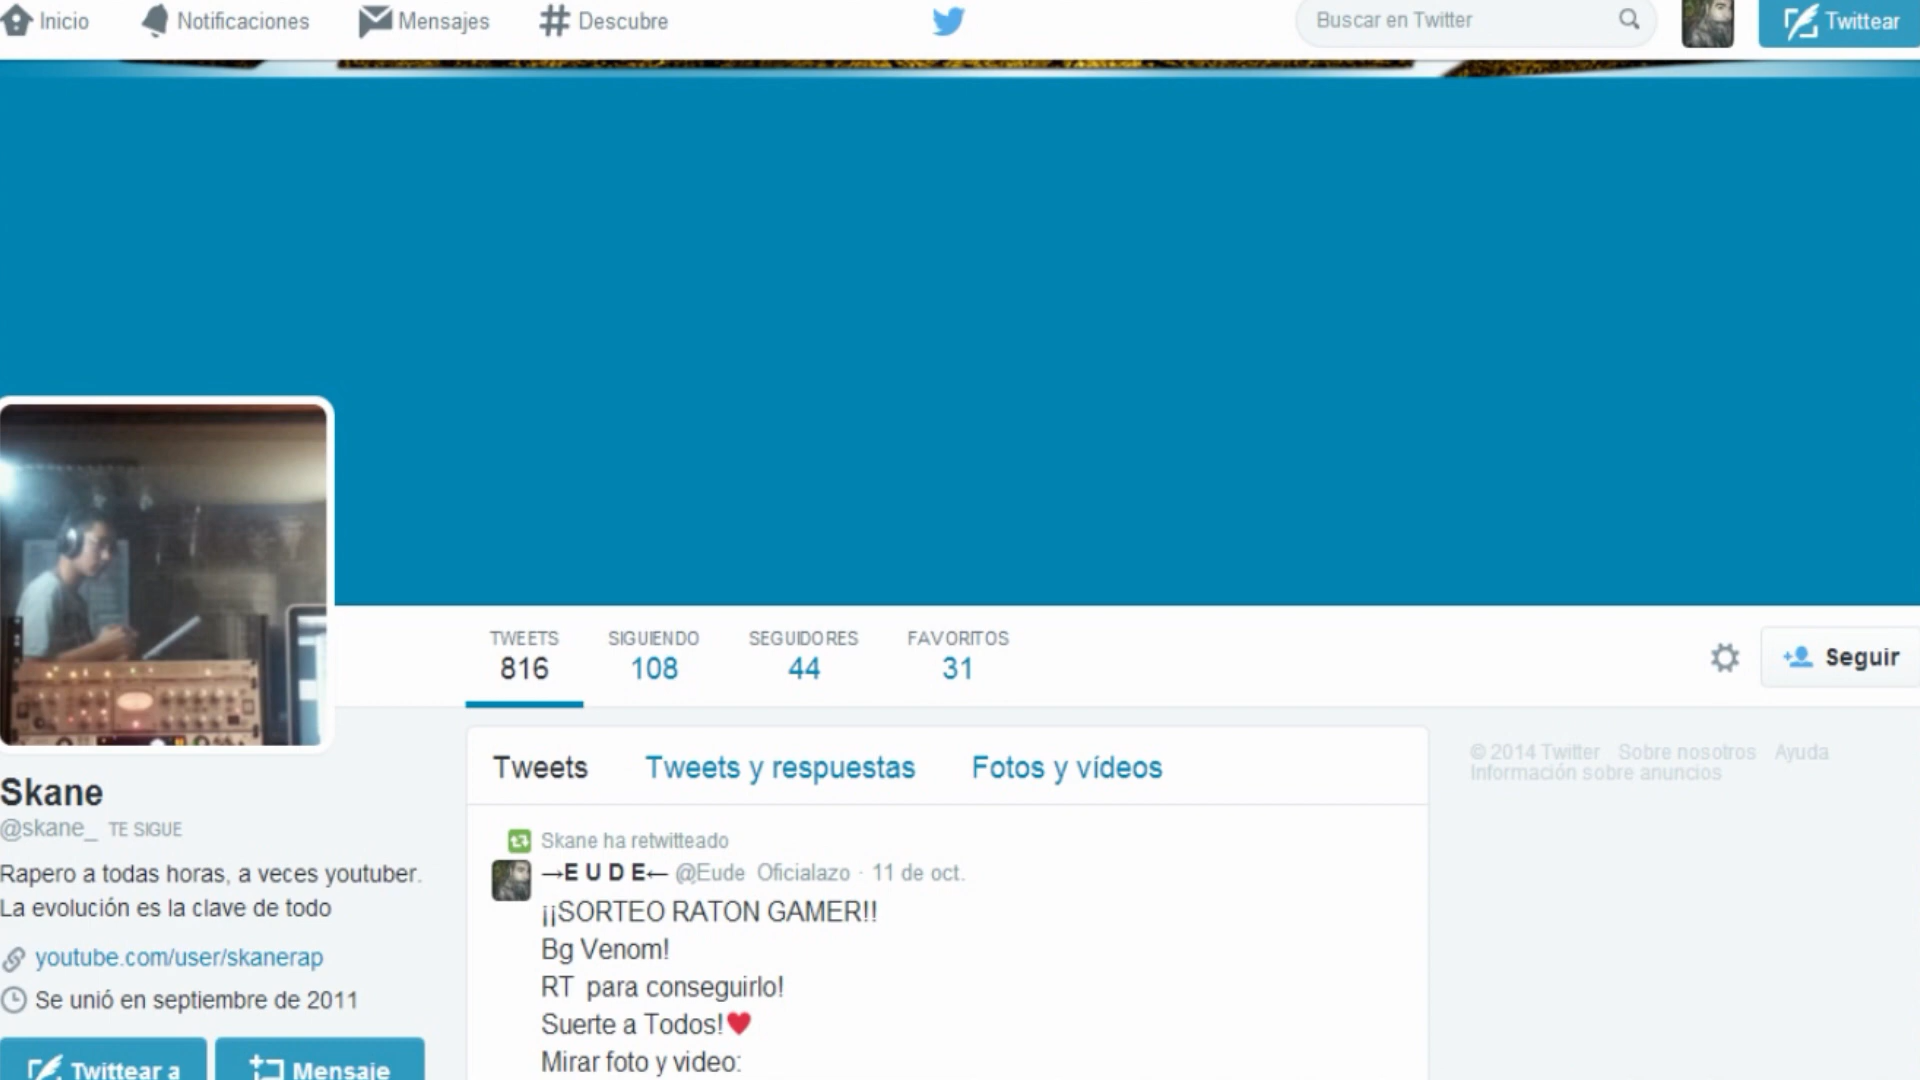 Inicio Notificaciones Mensajes Descubre Buscar en Twitter Twittear
TWEETS SIGUIENDO SEGUIDORES FAVORITOS
816 108 44 31
Seguir
Skane
@skane_ TE SIGUE
Rapero a todas horas, a veces youtuber.
La evolución es la clave de todo
youtube.com/user/skanerap
Se unió en septiembre de 2011
Twittear a Mensaje
Tweets Tweets y respuestas Fotos y vídeos
Skane ha retwitteado
→E U D E← @Eude_Oficialazo · 11 de oct.
¡¡SORTEO RATON GAMER!!
Bg Venom!
RT para conseguirlo!
Suerte a Todos!♥
Mirar foto y video:
© 2014 Twitter Sobre nosotros Ayuda
Información sobre anuncios